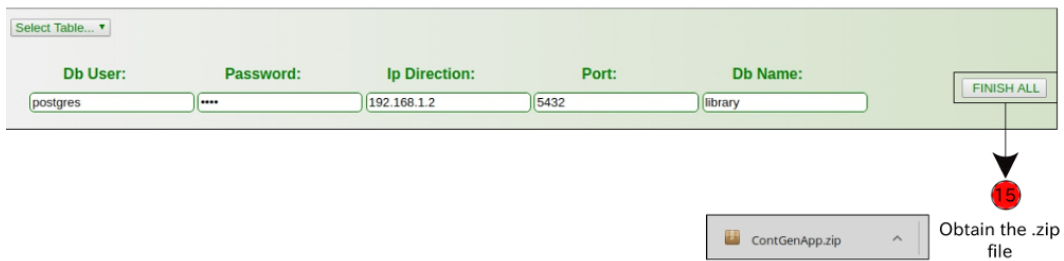 Select Table...
Db User: Password: Ip Direction: Port: Db Name:
postgres •••• 192.168.1.2 5432 library
FINISH ALL
15
Obtain the .zip
file
ContGenApp.zip